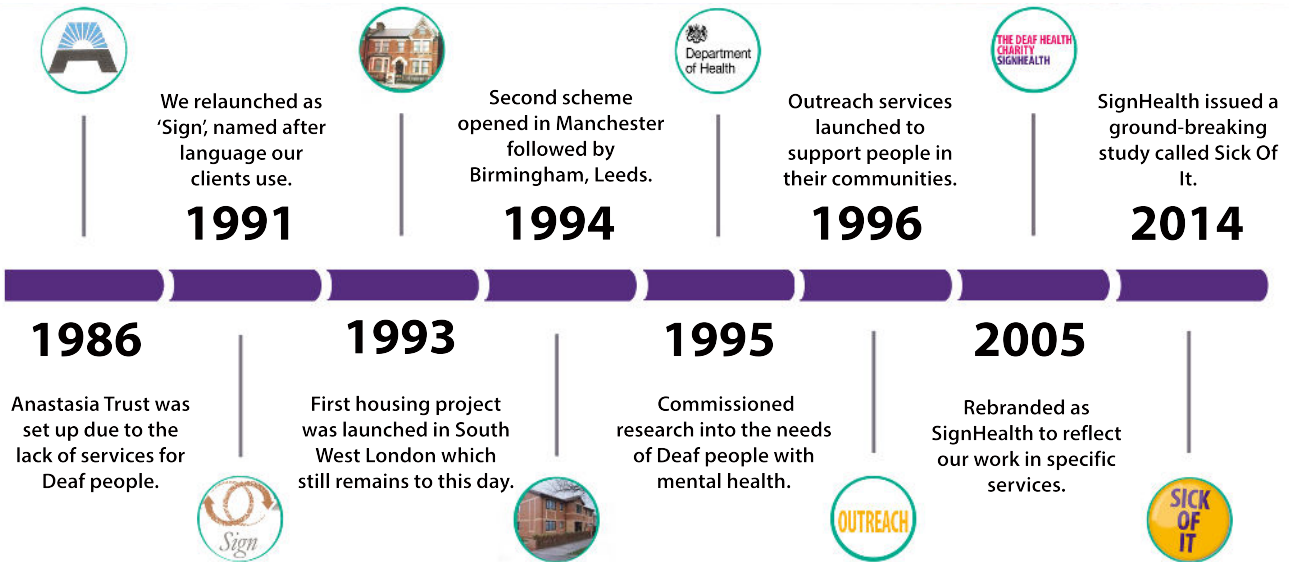 Department
of Health
THE DEAF HEALTH
CHARITY
SIGNHEALTH
We relaunched as
‘Sign’, named after
language our
clients use.
1991
Second scheme
opened in Manchester
followed by
Birmingham, Leeds.
1994
Outreach services
launched to
support people in
their communities.
1996
SignHealth issued a
ground-breaking
study called Sick Of
It.
2014
1986
Anastasia Trust was
set up due to the
lack of services for
Deaf people.
1993
First housing project
was launched in South
West London which
still remains to this day.
1995
Commissioned
research into the needs
of Deaf people with
mental health.
2005
Rebranded as
SignHealth to reflect
our work in specific
services.
Sign
OUTREACH
SICK
OF
IT